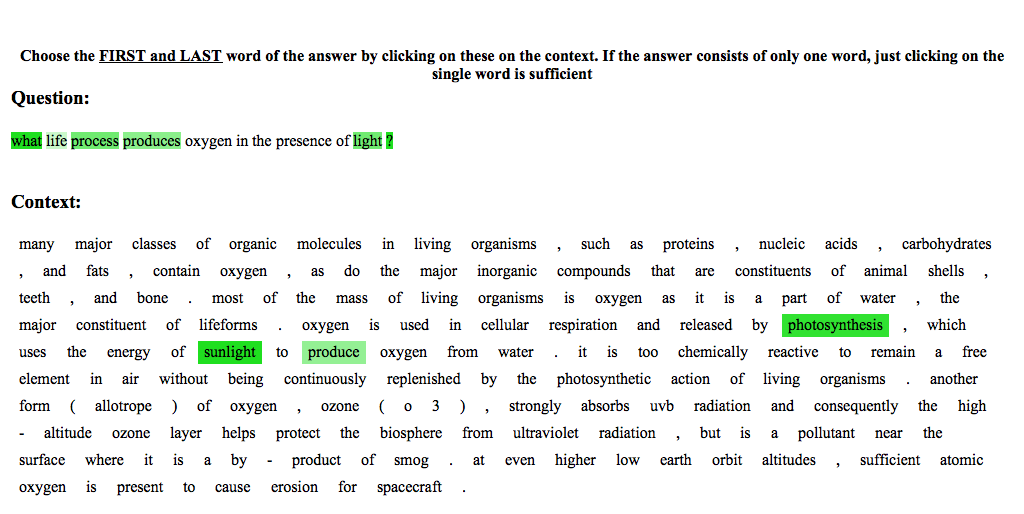 Choose the FIRST and LAST word of the answer by clicking on these on the context. If the answer consists of only one word, just clicking on the
single word is sufficient
Question:
what life process produces oxygen in the presence of light ?
Context:
many major classes of organic molecules in living organisms , such as proteins , nucleic acids , carbohydrates
, and fats , contain oxygen , as do the major inorganic compounds that are constituents of animal shells ,
teeth , and bone . most of the mass of living organisms is oxygen as it is a part of water , the
major constituent of lifeforms . oxygen is used in cellular respiration and released by photosynthesis , which
uses the energy of sunlight to produce oxygen from water . it is too chemically reactive to remain a free
element in air without being continuously replenished by the photosynthetic action of living organisms . another
form ( allotrope ) of oxygen , ozone ( o 3 ) , strongly absorbs uvb radiation and consequently the high
- altitude ozone layer helps protect the biosphere from ultraviolet radiation , but is a pollutant near the
surface where it is a by - product of smog . at even higher low earth orbit altitudes , sufficient atomic
oxygen is present to cause erosion for spacecraft .